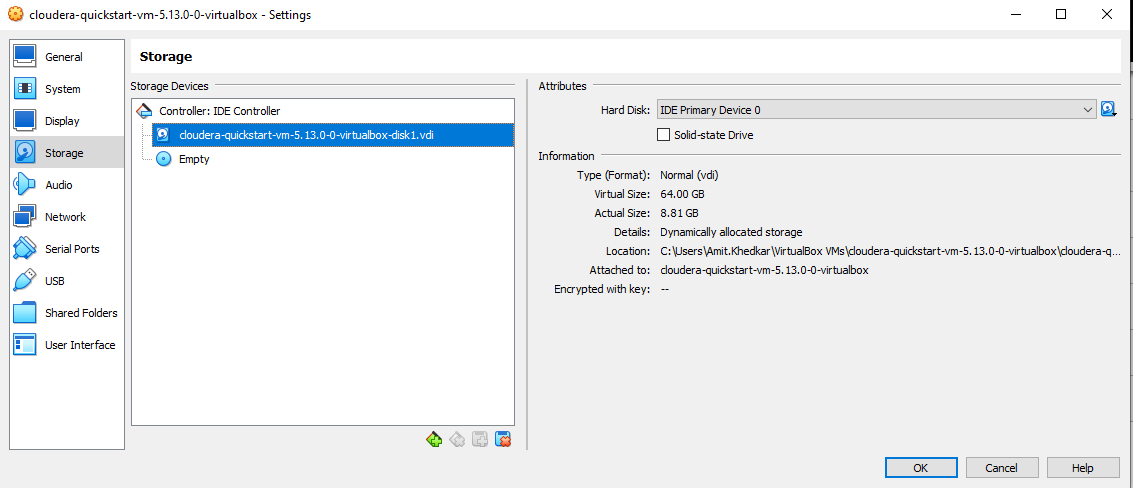 cloudera-quickstart-vm-5.13.0-0-virtualbox - Settings
General
System
Display
Storage
Audio
Network
Serial Ports
USB
Shared Folders
User Interface
Storage
Storage Devices
Controller: IDE Controller
cloudera-quickstart-vm-5.13.0-0-virtualbox-disk1.vdi
Empty
Attributes
Hard Disk: IDE Primary Device 0
Solid-state Drive
Information
Type (Format): Normal (vdi)
Virtual Size: 64.00 GB
Actual Size: 8.81 GB
Details: Dynamically allocated storage
Location: C:\Users\Amit.Khedkar\VirtualBox VMs\cloudera-quickstart-vm-5.13.0-0-virtualbox\cloudera-q...
Attached to: cloudera-quickstart-vm-5.13.0-0-virtualbox
Encrypted with key: --
OK Cancel Help